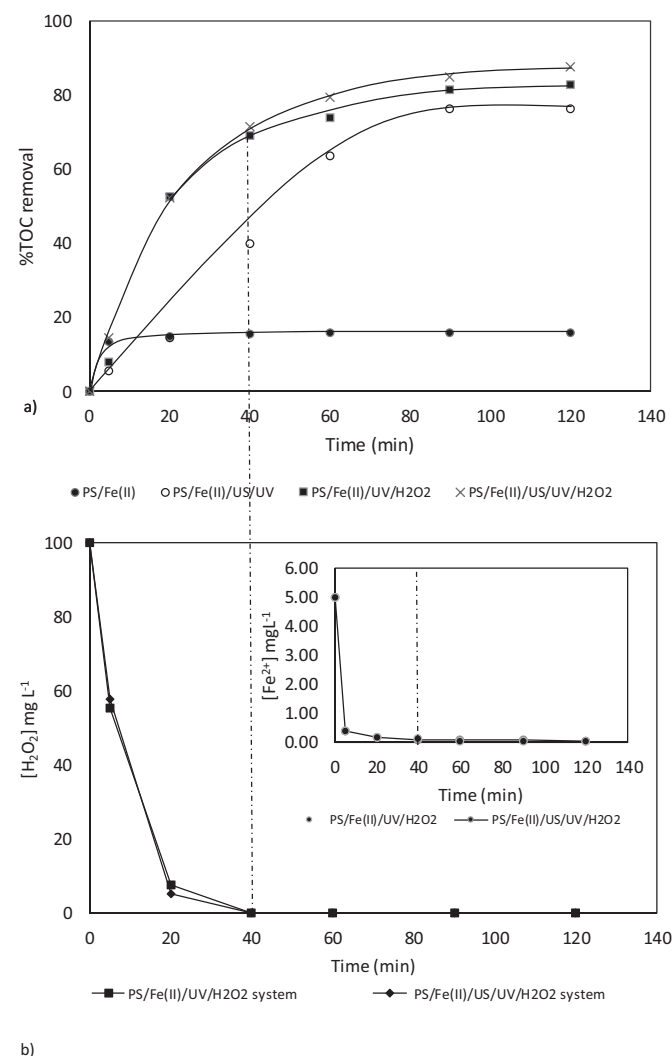 100
80
60
40
20
0
%TOC removal
a)
0 20 40 60 80 100 120 140
Time (min)
PS/Fe(II) PS/Fe(II)/US/UV PS/Fe(II)/UV/H2O2 PS/Fe(II)/US/UV/H2O2
100
80
60
40
20
0
[H₂O₂] mg L⁻¹
6.00
5.00
4.00
3.00
2.00
1.00
0.00
[Fe²⁺] mgL⁻¹
0 20 40 60 80 100 120 140
Time (min)
PS/Fe(II)/UV/H2O2 PS/Fe(II)/US/UV/H2O2
0 20 40 60 80 100 120 140
Time (min)
PS/Fe(II)/UV/H2O2 system PS/Fe(II)/US/UV/H2O2 system
b)